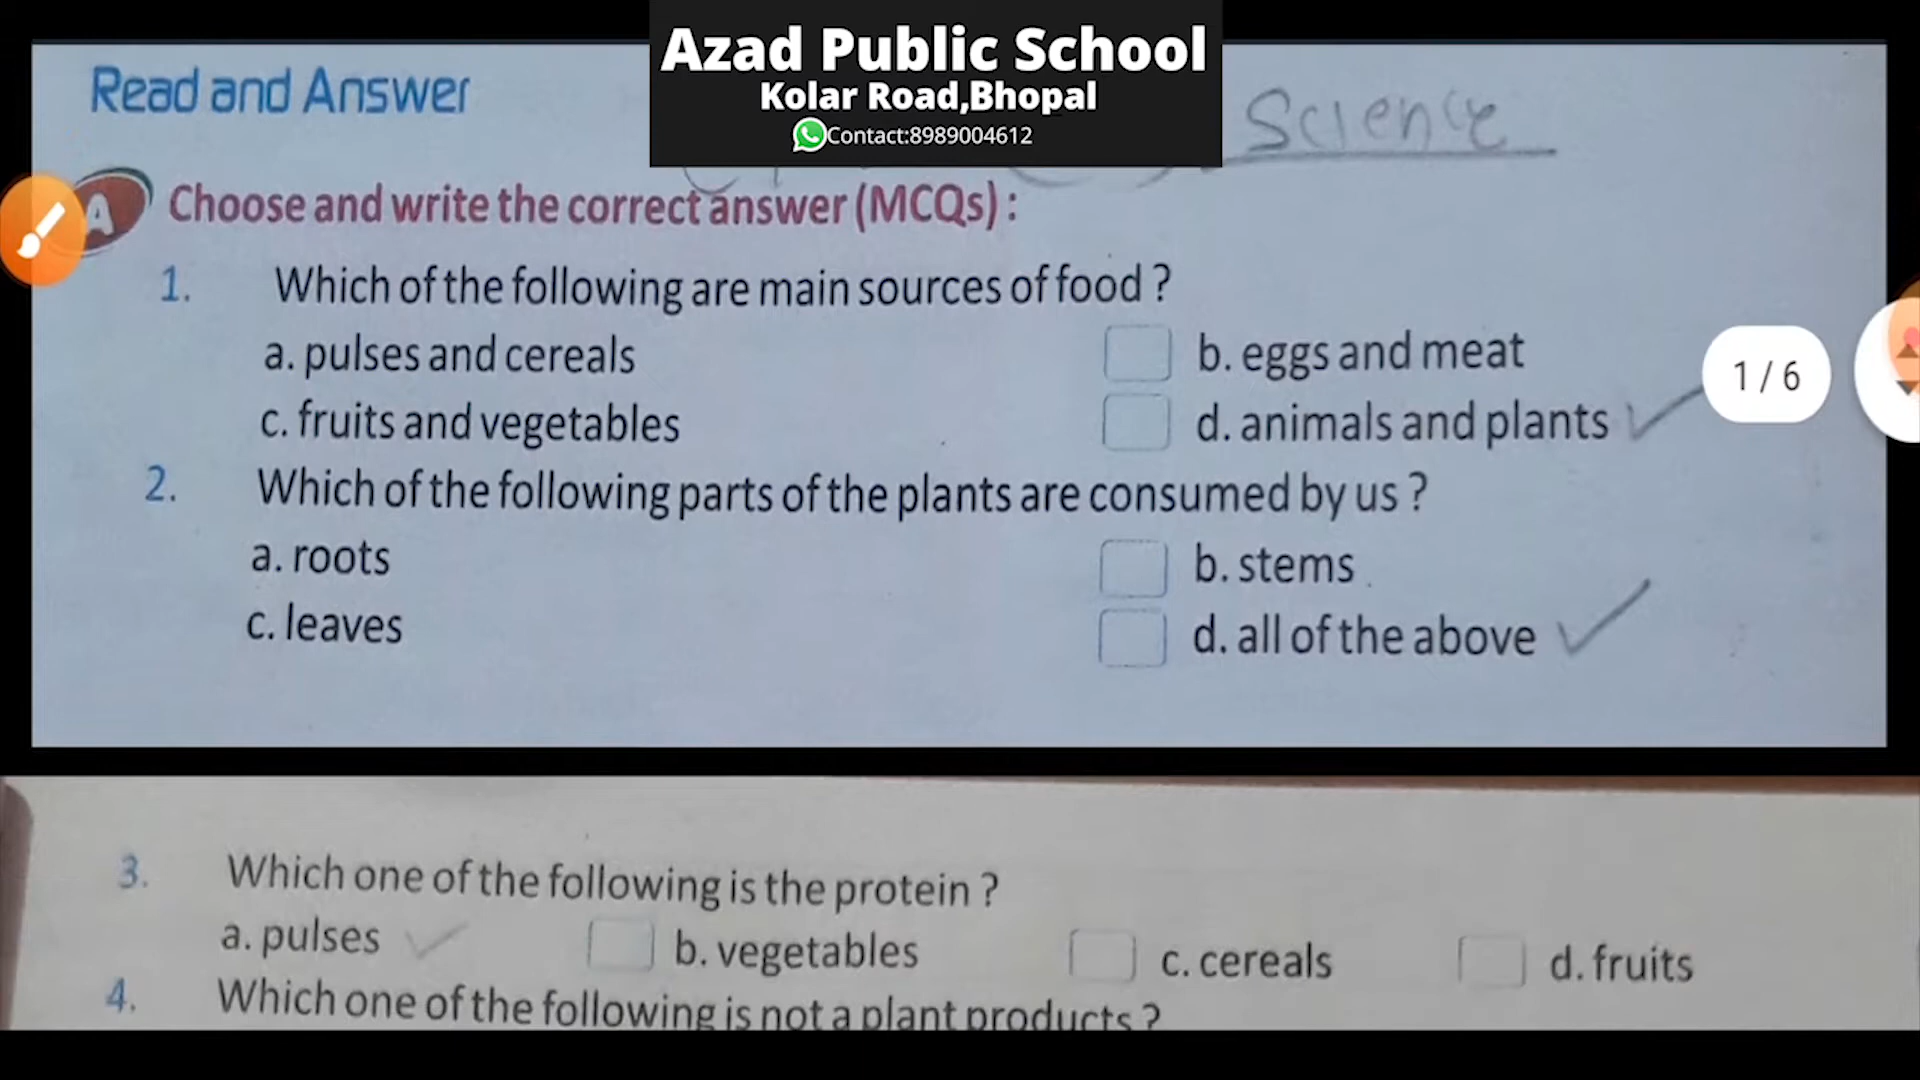 Azad Public School
Kolar Road,Bhopal
Contact:8989004612
Read and Answer
Science
A Choose and write the correct answer (MCQs) :
1. Which of the following are main sources of food ?
a. pulses and cereals b. eggs and meat
1 / 6
c. fruits and vegetables d. animals and plants
2. Which of the following parts of the plants are consumed by us ?
a. roots b. stems
c. leaves d. all of the above
3. Which one of the following is the protein ?
a. pulses b. vegetables c. cereals d. fruits
4. Which one of the following is not a plant products ?